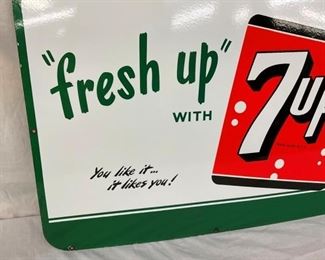 "fresh up"
WITH
7up
You like it...
it likes you!